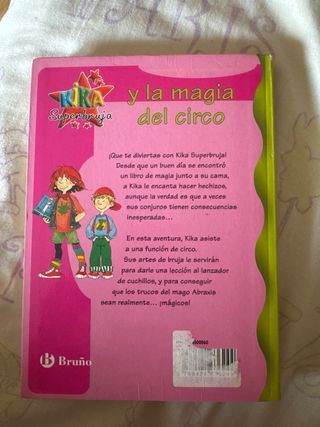 KIKA
Superbruja
y la magia
del circo
¡Que te diviertas con Kika Superbruja!
Desde que un buen día se encontró
un libro de magia junto a su cama,
a Kika le encanta hacer hechizos,
aunque la verdad es que a veces
sus conjuros tienen consecuencias
inesperadas...
En esta aventura, Kika asiste
a una función de circo.
Sus artes de bruja le servirán
para darle una lección al lanzador
de cuchillos, y para conseguir
que los trucos del mago Abraxis
sean realmente... ¡mágicos!
Bruño